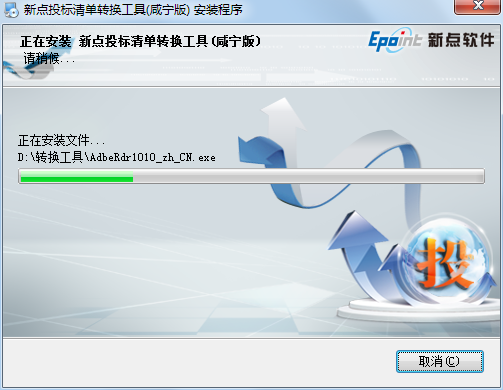 新点投标清单转换工具(咸宁版) 安装程序
正在安装 新点投标清单转换工具(咸宁版)
请稍候...
Epoint 新点软件
正在安装文件...
D:\转换工具\AdbeRdr1010_zh_CN.exe
投
取消(C)